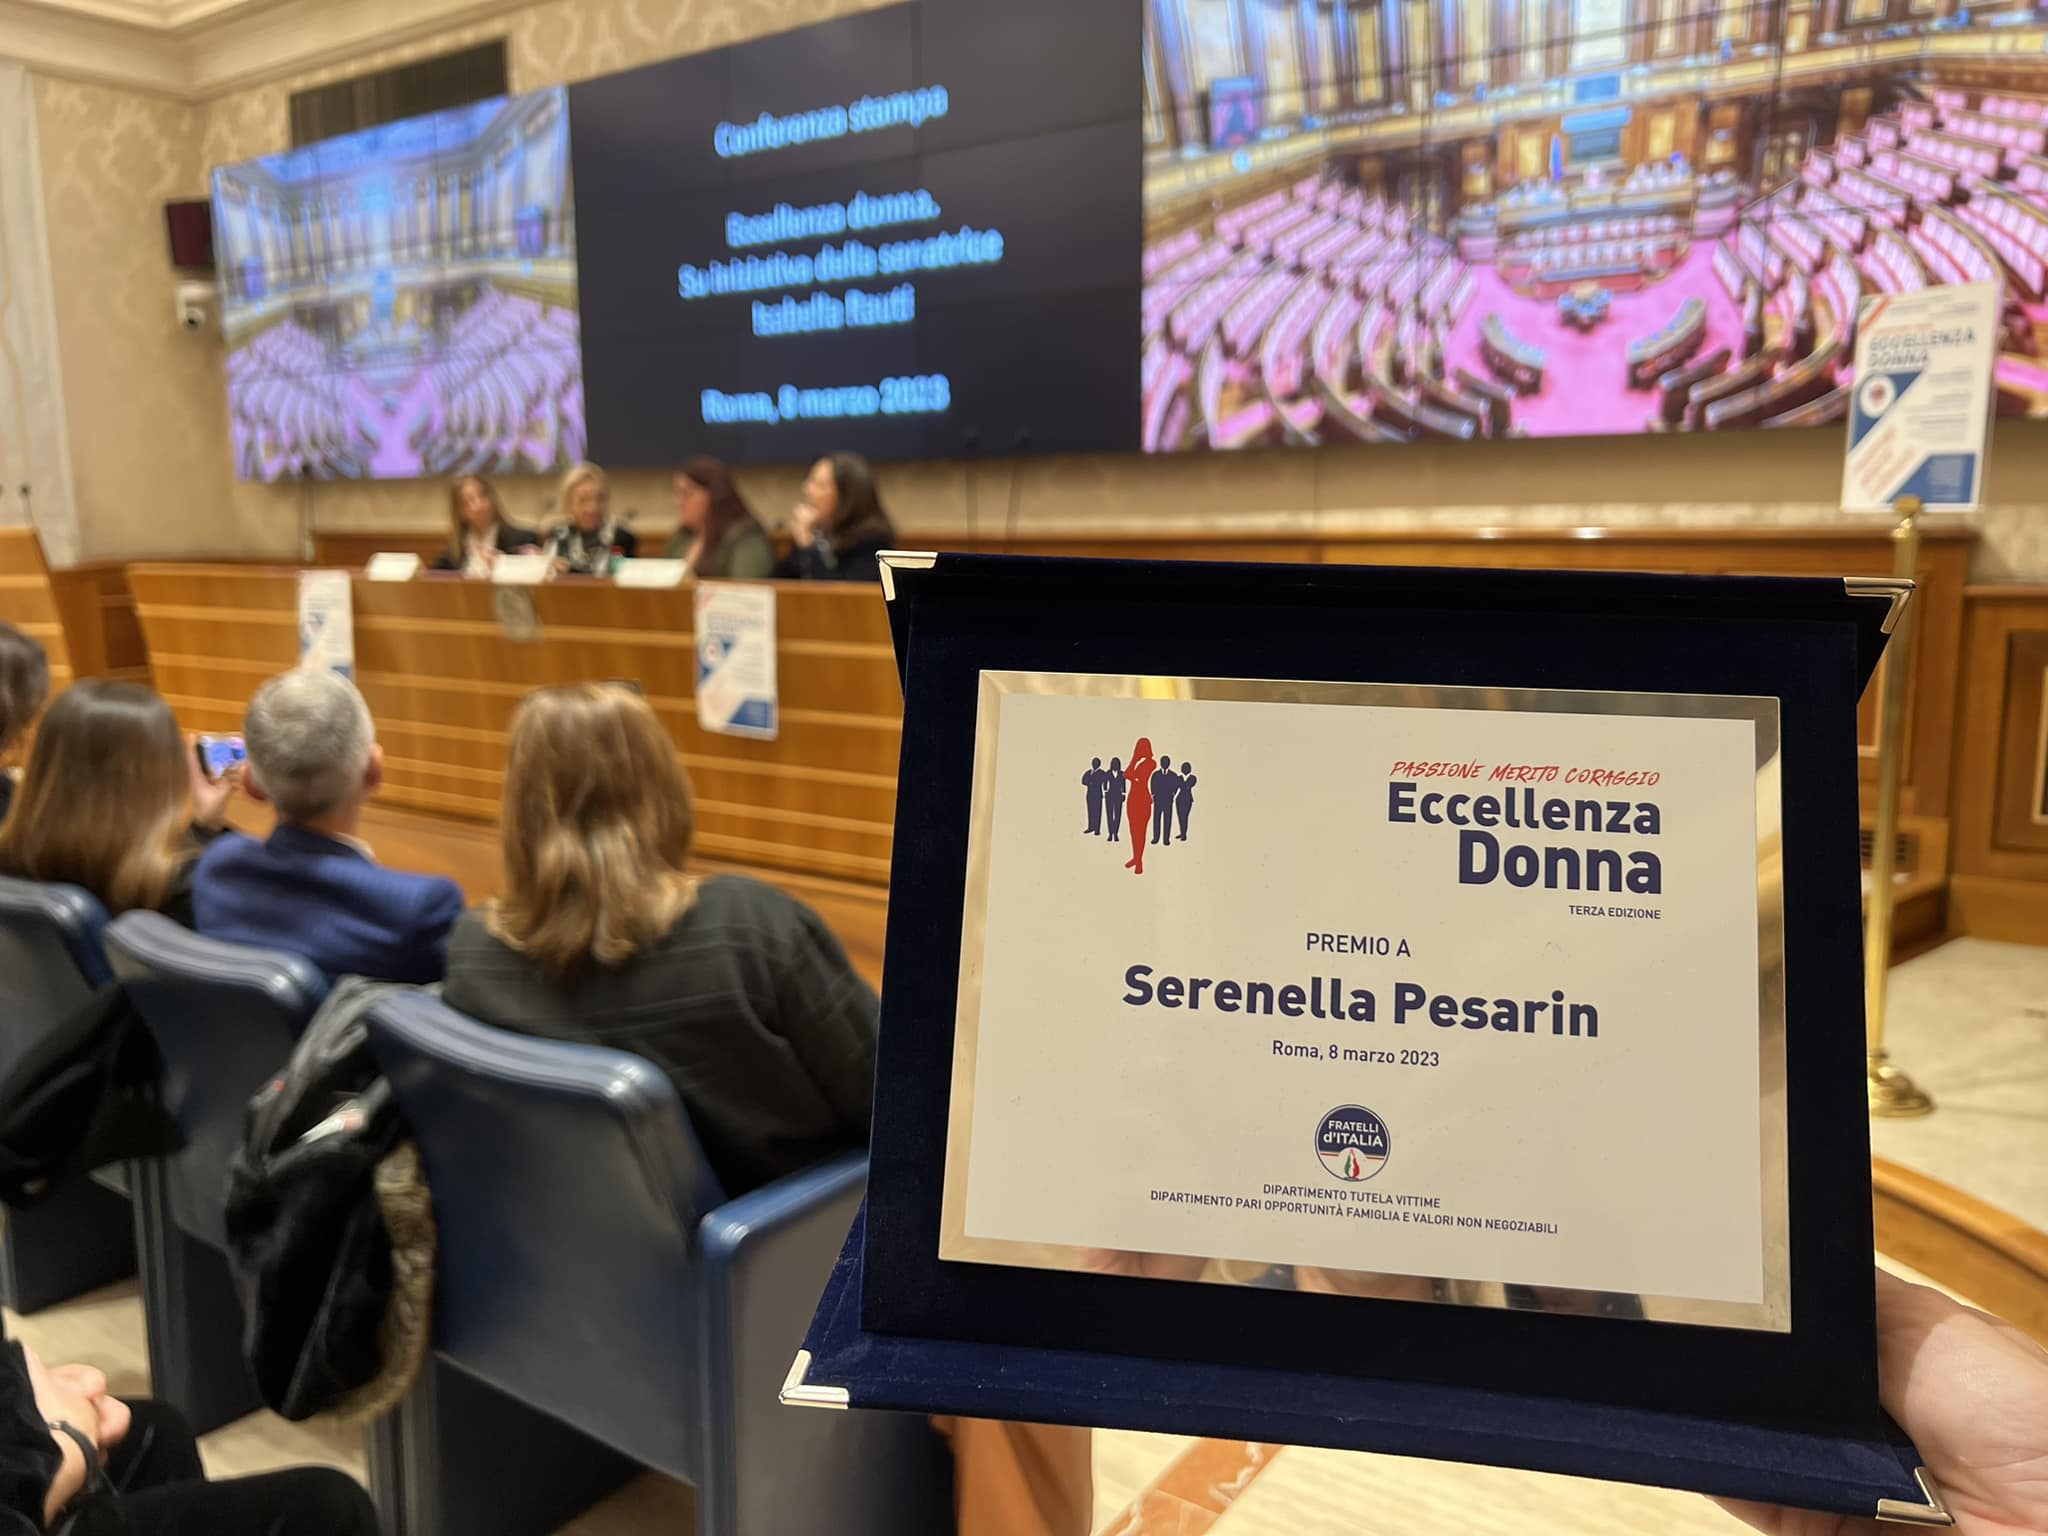 Conferenza stampa
Eccellenza donna.
Su iniziativa della senatrice
Isabella Rauti
Roma, 8 marzo 2023
ECCELLENZA
DONNA
PASSIONE MERITO CORAGGIO
Eccellenza
Donna
TERZA EDIZIONE
PREMIO A
Serenella Pesarin
Roma, 8 marzo 2023
FRATELLI
d'ITALIA
DIPARTIMENTO TUTELA VITTIME
DIPARTIMENTO PARI OPPORTUNITÀ FAMIGLIA E VALORI NON NEGOZIABILI